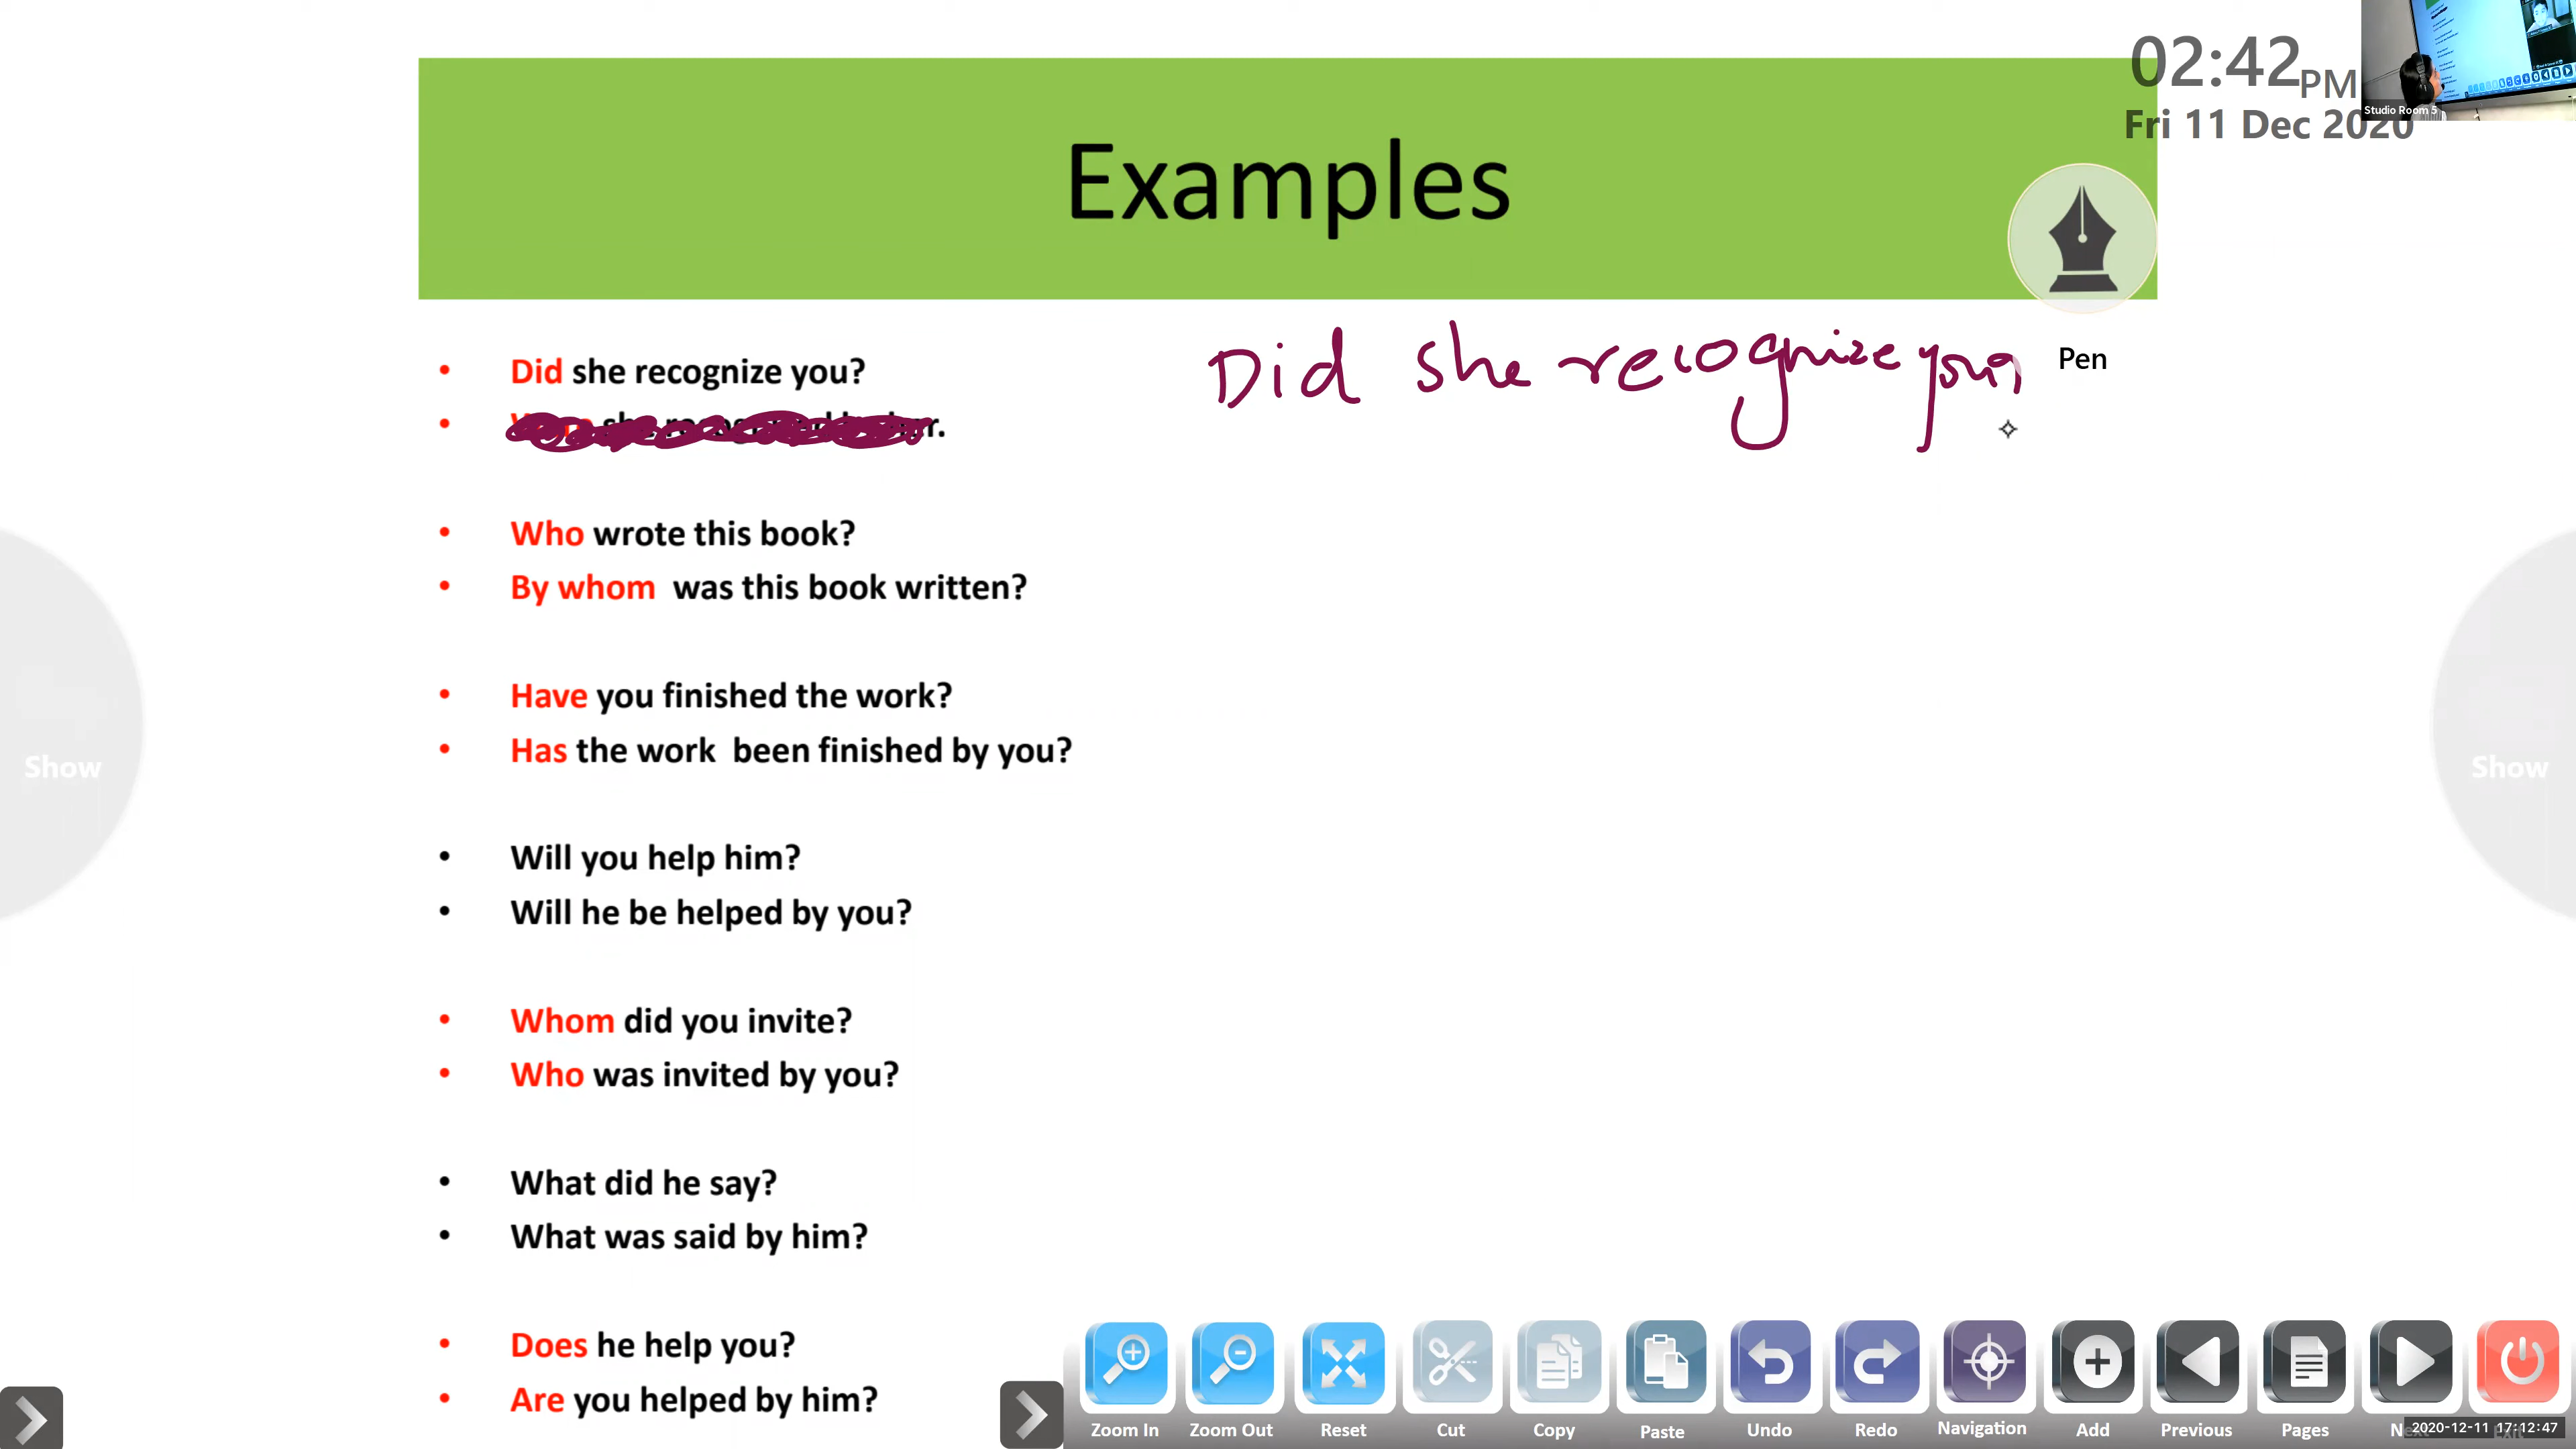 02:42 PM
Fri 11 Dec 2020
Studio Room 5
Examples
Pen
• Did she recognize you?
Did she recognize you?
• she
• Who wrote this book?
• By whom was this book written?
• Have you finished the work?
• Has the work been finished by you?
Show
Show
• Will you help him?
• Will he be helped by you?
• Whom did you invite?
• Who was invited by you?
• What did he say?
• What was said by him?
• Does he help you?
• Are you helped by him?
Zoom In Zoom Out Reset Cut Copy Paste Undo Redo Navigation Add Previous Pages
2020-12-11 17:12:47